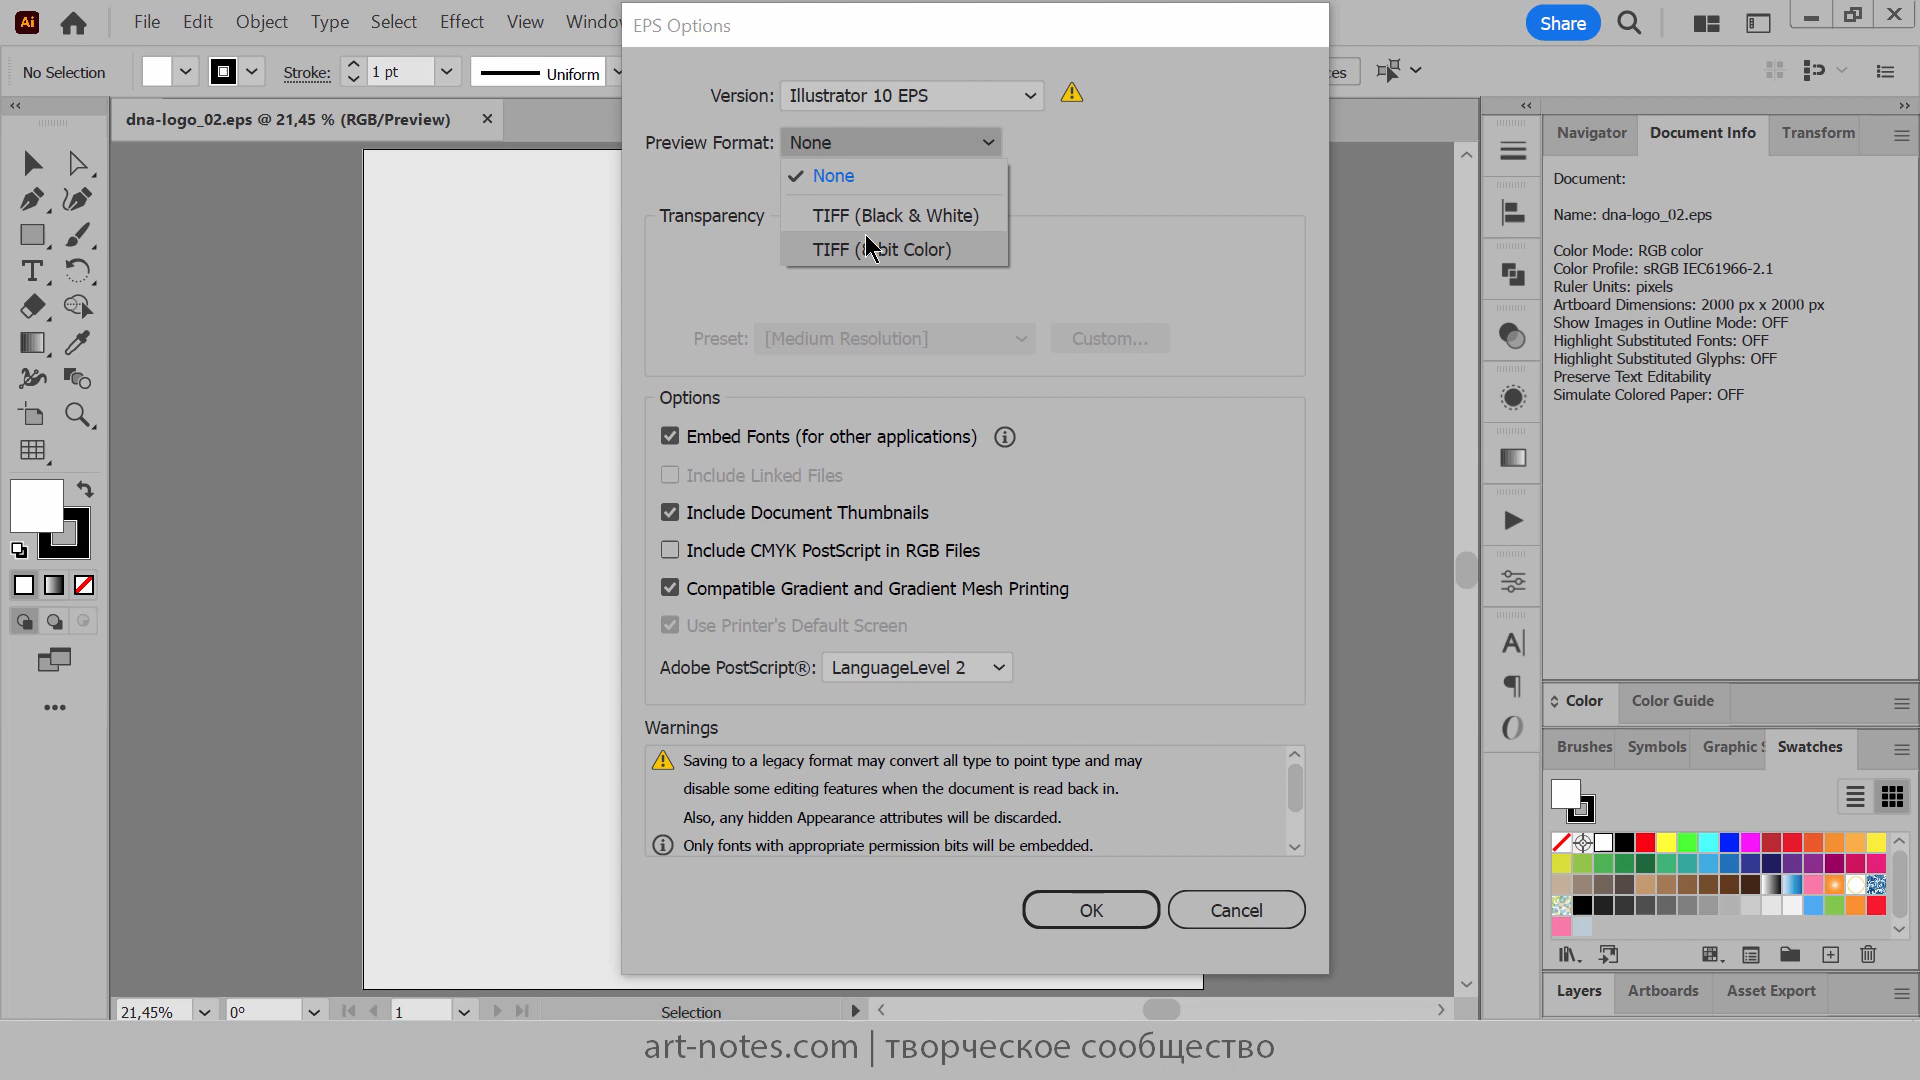 Ai File Edit Object Type Select Effect View
EPS Options
Share
No Selection
Stroke: 1 pt
Uniform
dna-logo_02.eps @ 21,45 % (RGB/Preview)
Version: Illustrator 10 EPS
Preview Format: None
None
TIFF (Black & White)
TIFF (8-bit Color)
Transparency
Preset: [Medium Resolution] Custom...
Options
Embed Fonts (for other applications)
Include Linked Files
Include Document Thumbnails
Include CMYK PostScript in RGB Files
Compatible Gradient and Gradient Mesh Printing
Use Printer's Default Screen
Adobe PostScript®: LanguageLevel 2
Warnings
Saving to a legacy format may convert all type to point type and may
disable some editing features when the document is read back in.
Also, any hidden Appearance attributes will be discarded.
Only fonts with appropriate permission bits will be embedded.
OK Cancel
Navigator Document Info Transform
Document:
Name: dna-logo_02.eps
Color Mode: RGB color
Color Profile: sRGB IEC61966-2.1
Ruler Units: pixels
Artboard Dimensions: 2000 px x 2000 px
Show Images in Outline Mode: OFF
Highlight Substituted Fonts: OFF
Highlight Substituted Glyphs: OFF
Preserve Text Editability
Simulate Colored Paper: OFF
Color Color Guide
Brushes Symbols Graphic Swatches
Layers Artboards Asset Export
21,45% 0° 1 Selection
art-notes.com | творческое сообщество